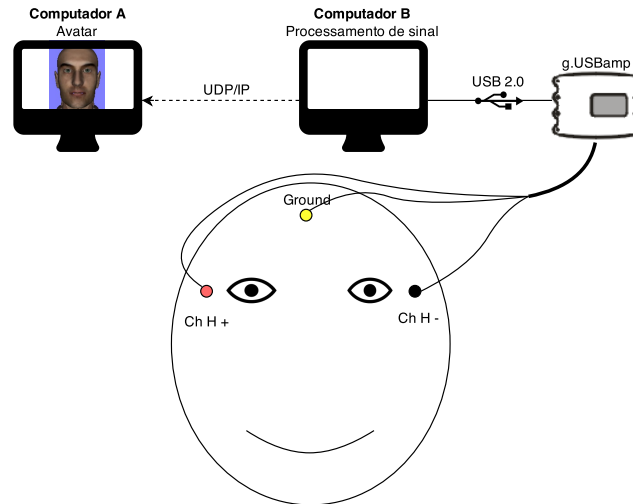 Computador A
Avatar
Computador B
Processamento de sinal
g.USBamp
UDP/IP
USB 2.0
Ground
Ch H +
Ch H -